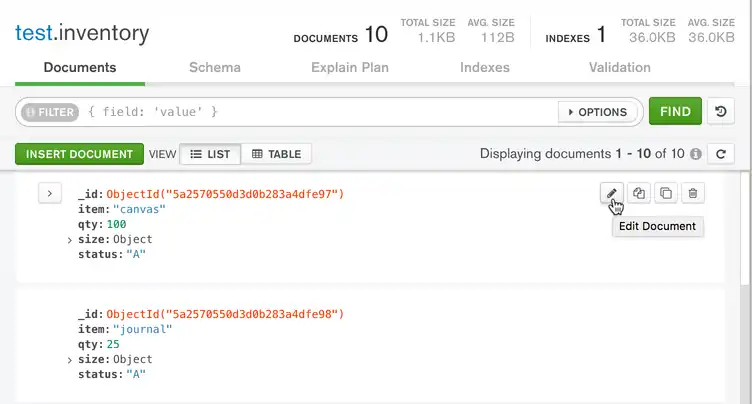 test.inventory
DOCUMENTS 10 TOTAL SIZE 1.1KB AVG. SIZE 112B INDEXES 1 TOTAL SIZE 36.0KB AVG. SIZE 36.0KB
Documents Schema Explain Plan Indexes Validation
FILTER { field: 'value' } OPTIONS FIND
INSERT DOCUMENT VIEW LIST TABLE Displaying documents 1 - 10 of 10
_id: ObjectId("5a2570550d3d0b283a4dfe97")
item: "canvas"
qty: 100
Edit Document
size: Object
status: "A"
_id: ObjectId("5a2570550d3d0b283a4dfe98")
item: "journal"
qty: 25
size: Object
status: "A"